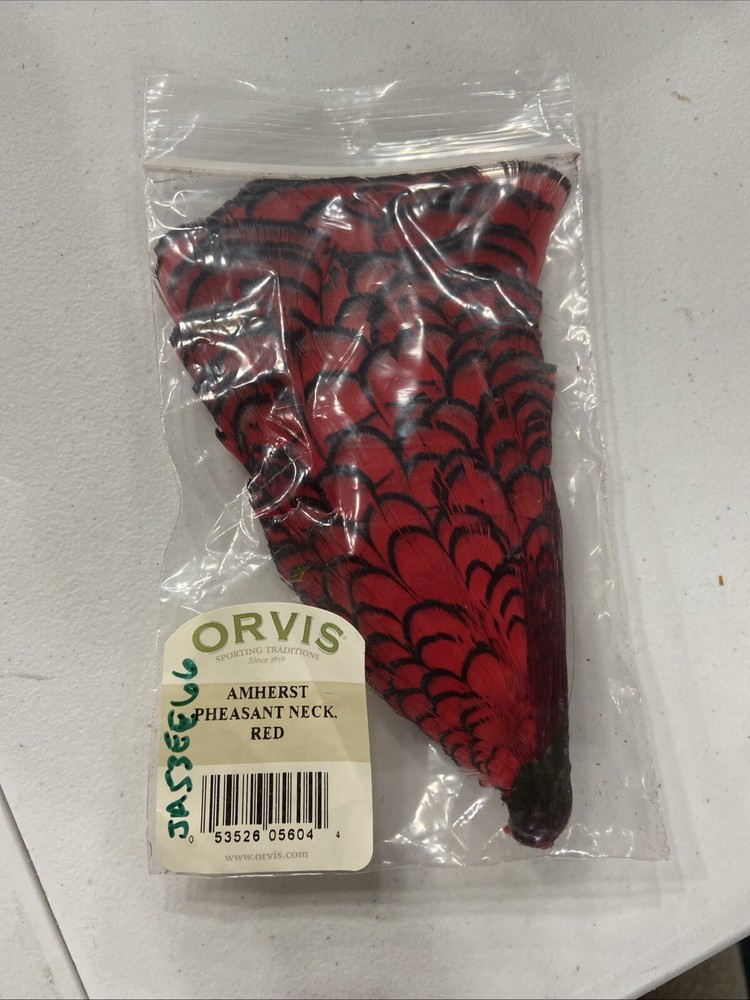 ORVIS
SPORTING TRADITIONS
Since 1856
AMHERST
PHEASANT NECK,
RED
0 53526 05604 4
www.orvis.com
JA53EE66